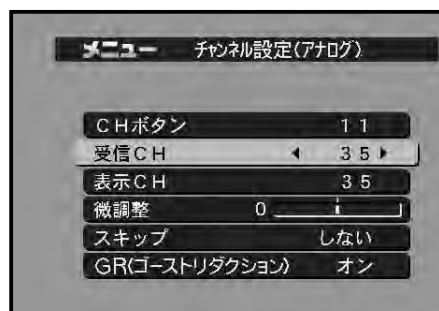 メニュー チャンネル設定(アナログ)
CHボタン 11
受信CH ◀ 35 ▶
表示CH 35
微調整 0
スキップ しない
GR(ゴーストリダクション) オン